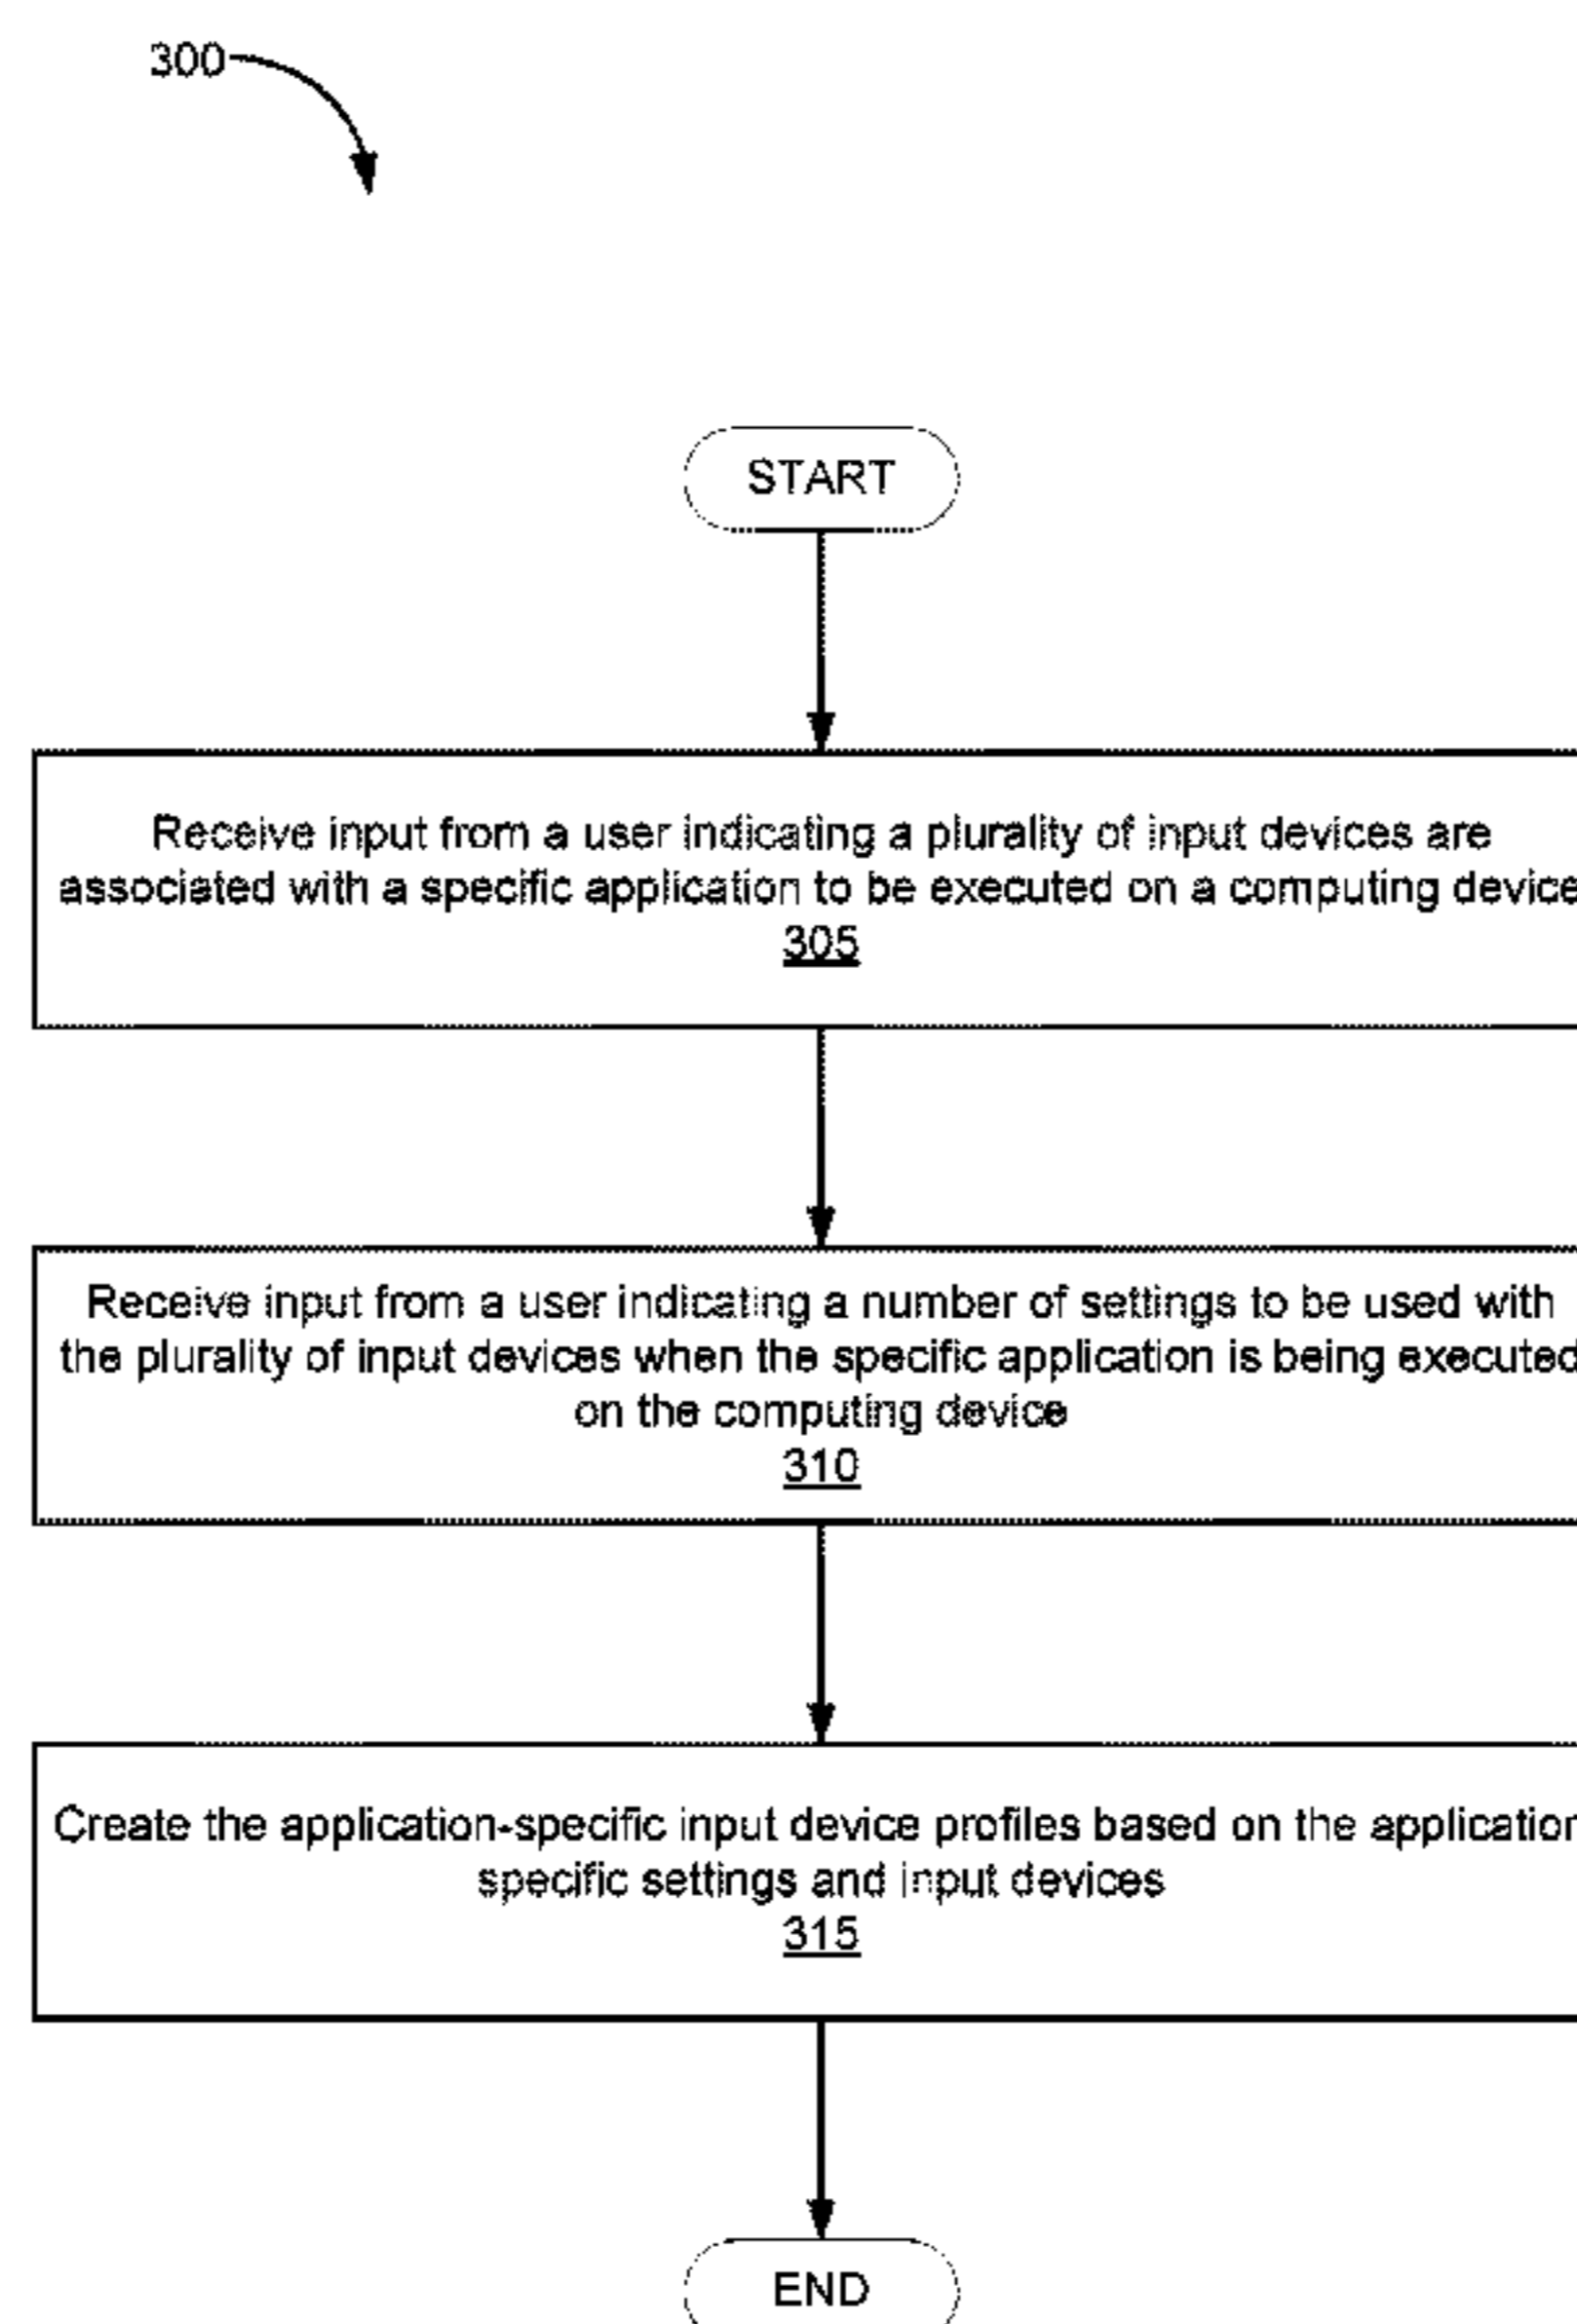 300
START
Receive input from a user indicating a plurality of input devices are
associated with a specific application to be executed on a computing device
305
Receive input from a user indicating a number of settings to be used with
the plurality of input devices when the specific application is being executed
on the computing device
310
Create the application-specific input device profiles based on the application
specific settings and input devices
315
END